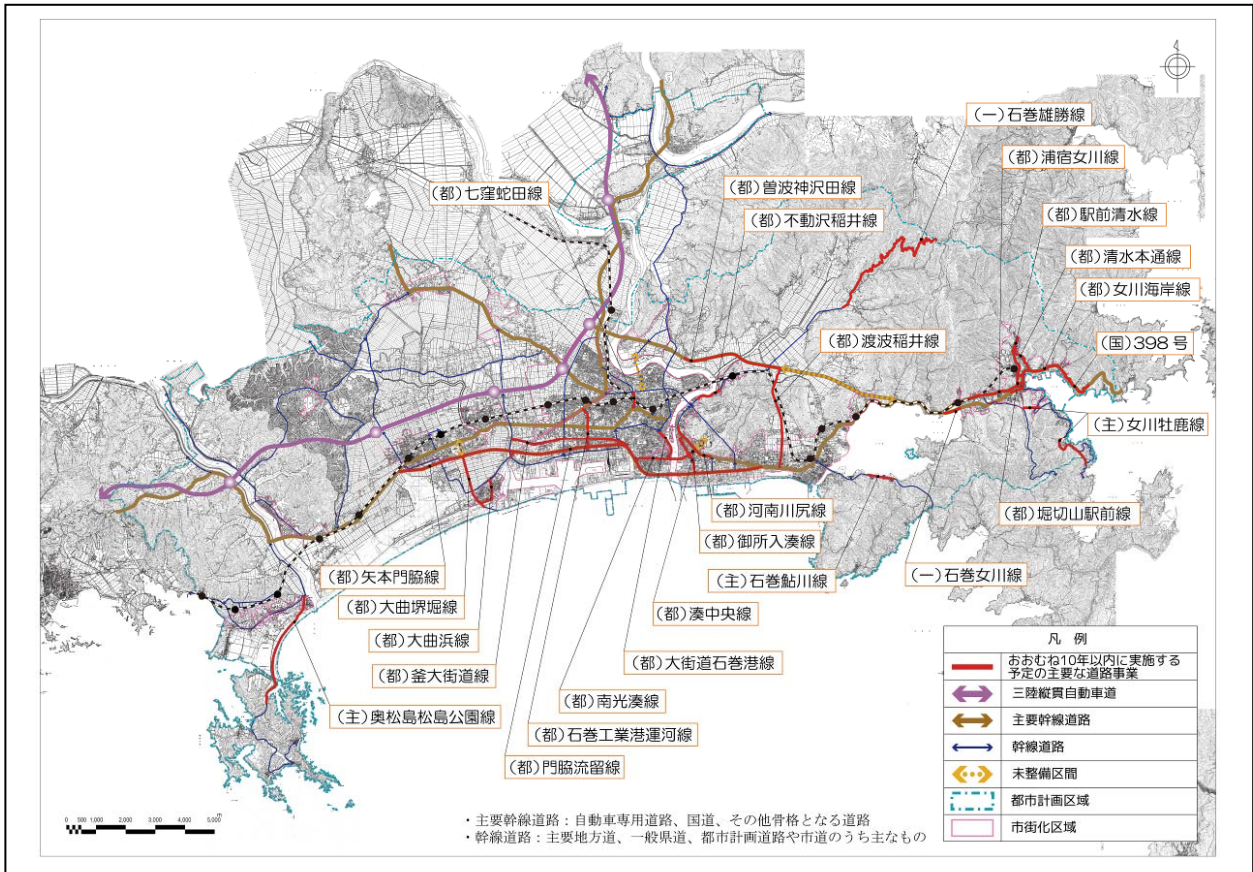 (一)石巻雄勝線
(都)浦宿女川線
(都)曽波神沢田線
(都)七窪蛇田線
(都)不動沢稲井線
(都)駅前清水線
(都)清水本通線
(都)女川海岸線
(国)398号
(都)渡波稲井線
(主)女川牡鹿線
(都)河南川尻線
(都)堀切山駅前線
(都)御所入湊線
(都)矢本門脇線
(主)石巻鮎川線
(一)石巻女川線
(都)大曲堺堀線
(都)湊中央線
(都)大曲浜線
(都)大街道石巻港線
(都)釜大街道線
(都)南光湊線
(主)奥松島松島公園線
(都)石巻工業港運河線
(都)門脇流留線
凡 例
おおむね10年以内に実施する
予定の主要な道路事業
三陸縦貫自動車道
主要幹線道路
幹線道路
未整備区間
都市計画区域
市街化区域
0 500 1,000 2,000 3,000 4,000 5,000 m
・主要幹線道路：自動車専用道路、国道、その他骨格となる道路
・幹線道路：主要地方道、一般県道、都市計画道路や市道のうち主なもの